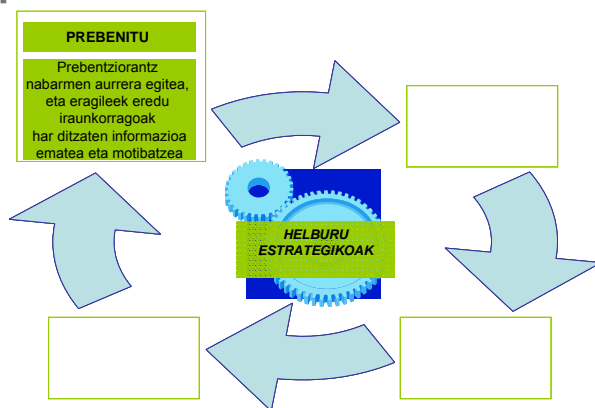 PREBENITU
Prebentziorantz
nabarmen aurrera egitea,
eta eragileek eredu
iraunkorragoak
har ditzaten informazioa
ematea eta motibatzea
HELBURU
ESTRATEGIKOAK